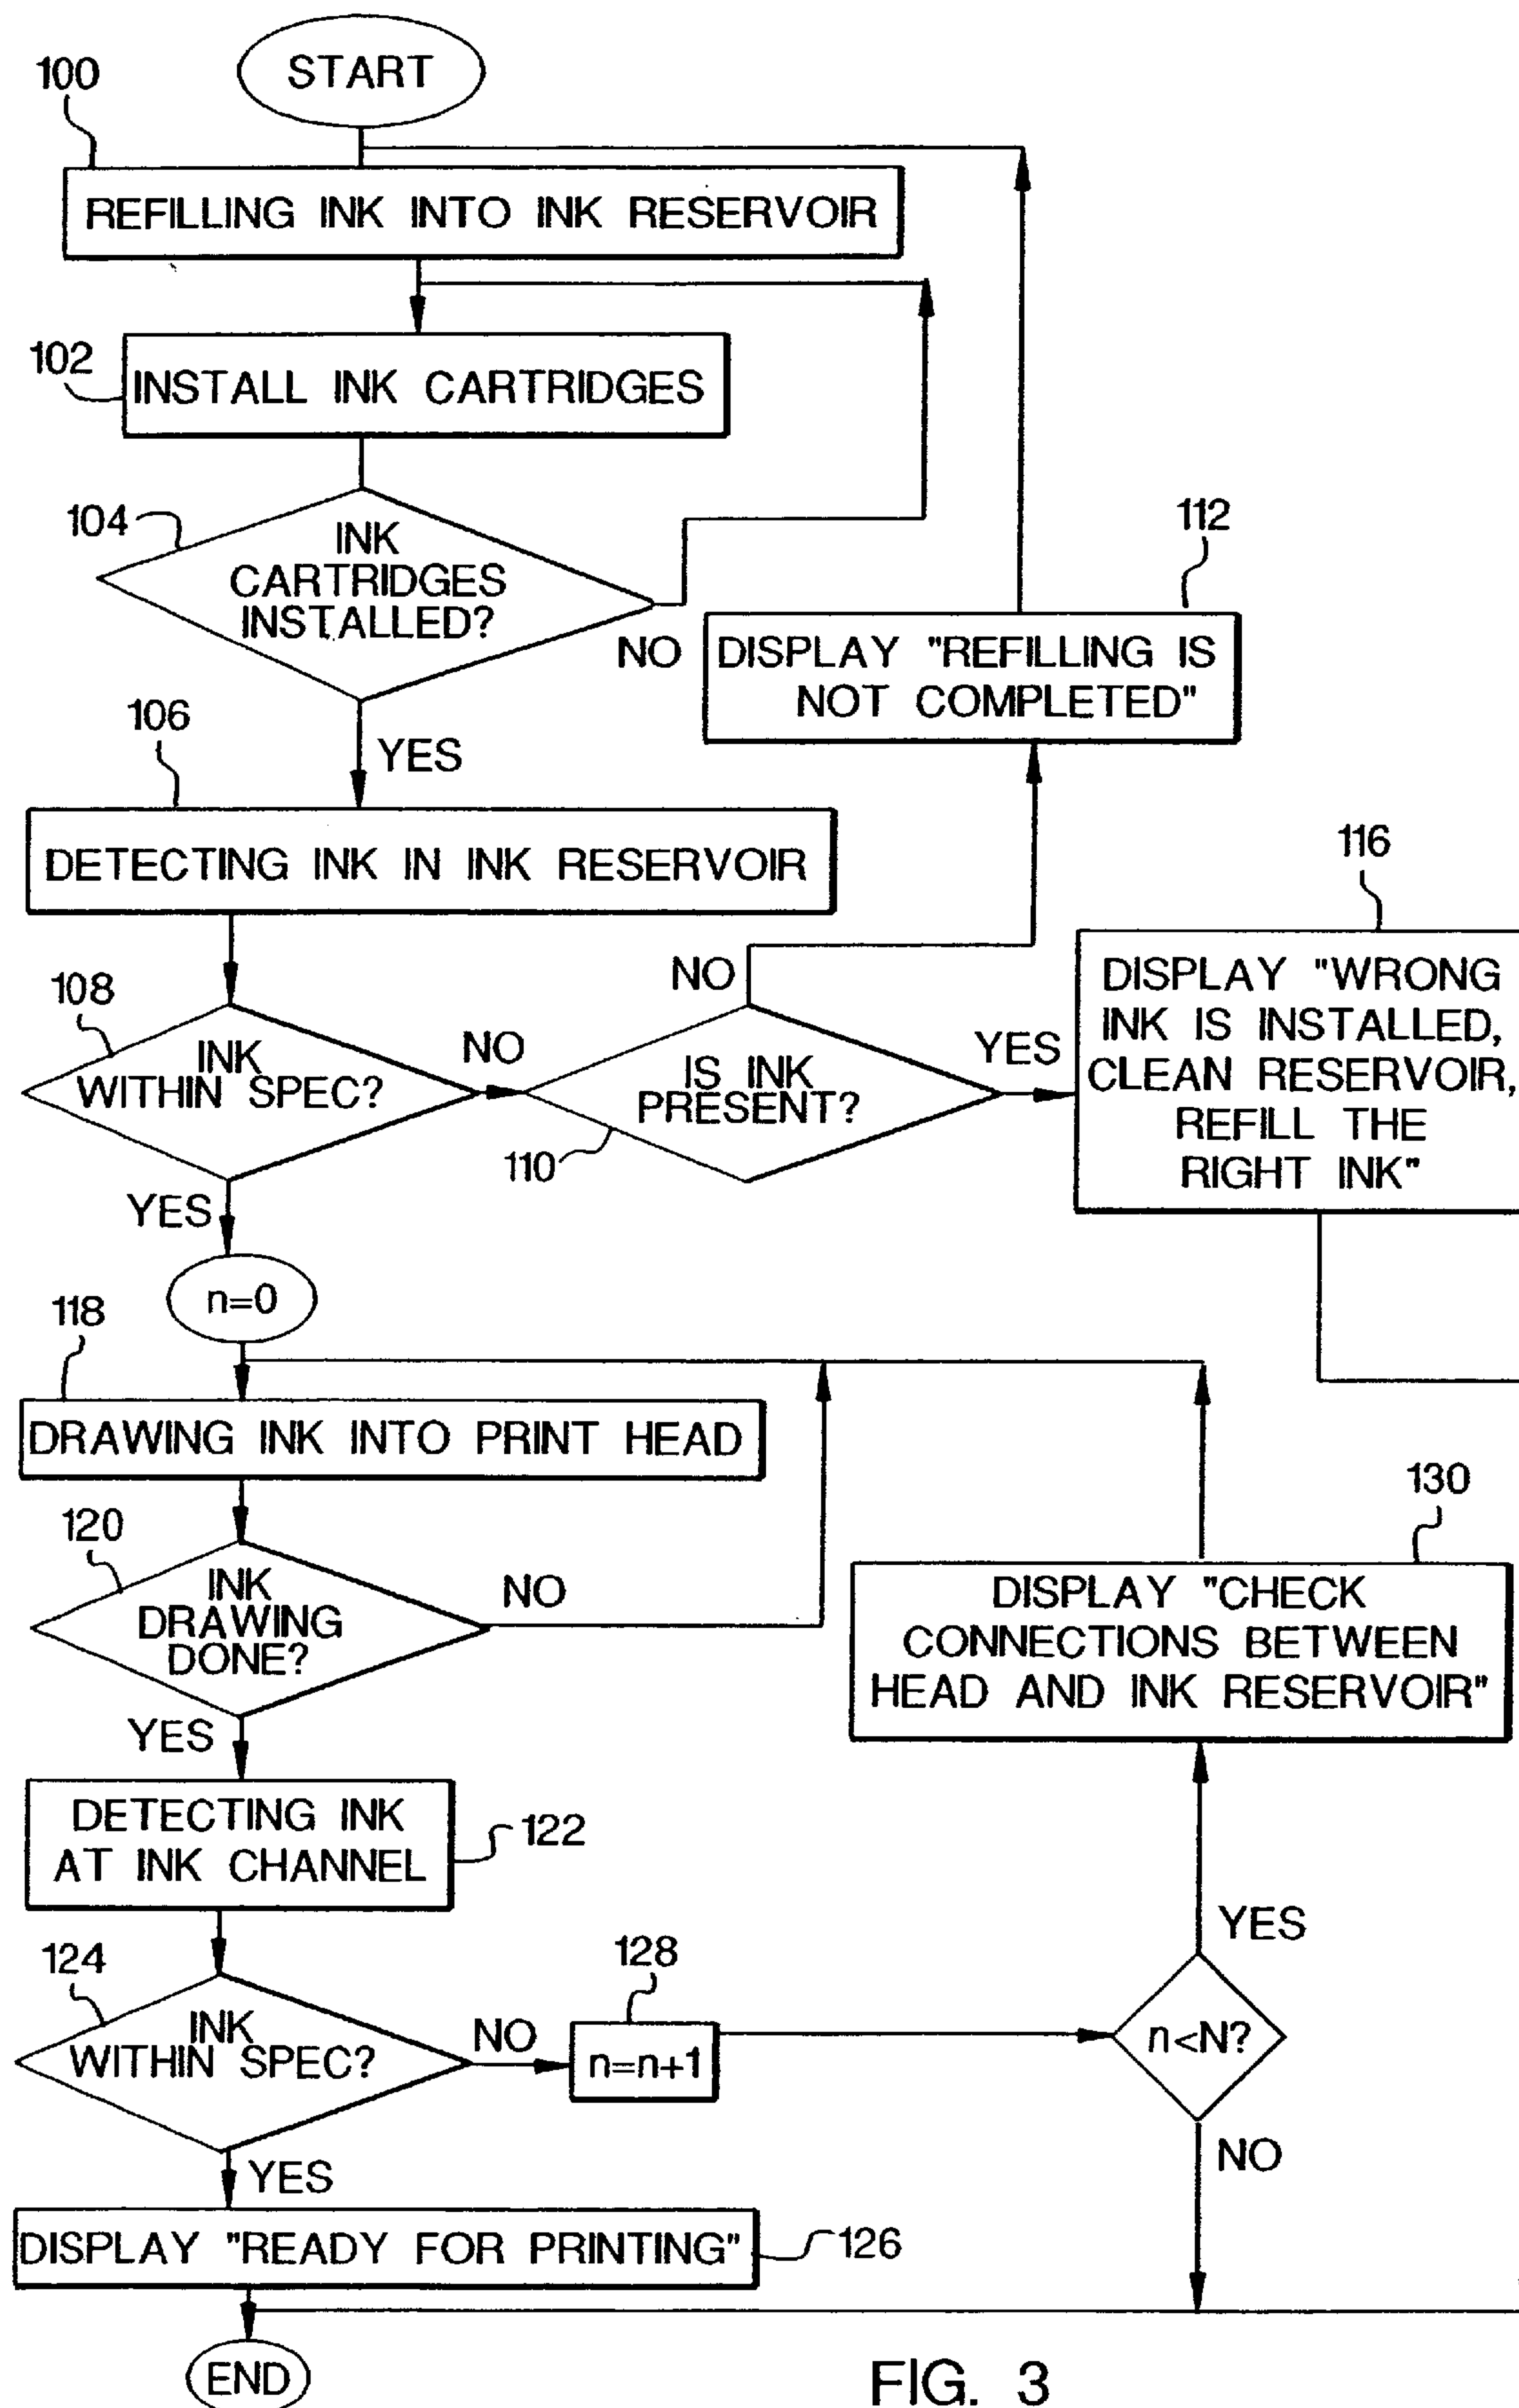 START
100
REFILLING INK INTO INK RESERVOIR
102
INSTALL INK CARTRIDGES
104
INK
CARTRIDGES
INSTALLED?
NO
YES
112
DISPLAY "REFILLING IS
NOT COMPLETED"
106
DETECTING INK IN INK RESERVOIR
108
INK
WITHIN SPEC?
NO
YES
110
IS INK
PRESENT?
NO
YES
116
DISPLAY "WRONG
INK IS INSTALLED,
CLEAN RESERVOIR,
REFILL THE
RIGHT INK"
n=0
118
DRAWING INK INTO PRINT HEAD
120
INK
DRAWING
DONE?
NO
YES
130
DISPLAY "CHECK
CONNECTIONS BETWEEN
HEAD AND INK RESERVOIR"
DETECTING INK
AT INK CHANNEL
122
124
INK
WITHIN SPEC?
NO
YES
128
n=n+1
n<N?
YES
NO
DISPLAY "READY FOR PRINTING"
126
END
FIG. 3